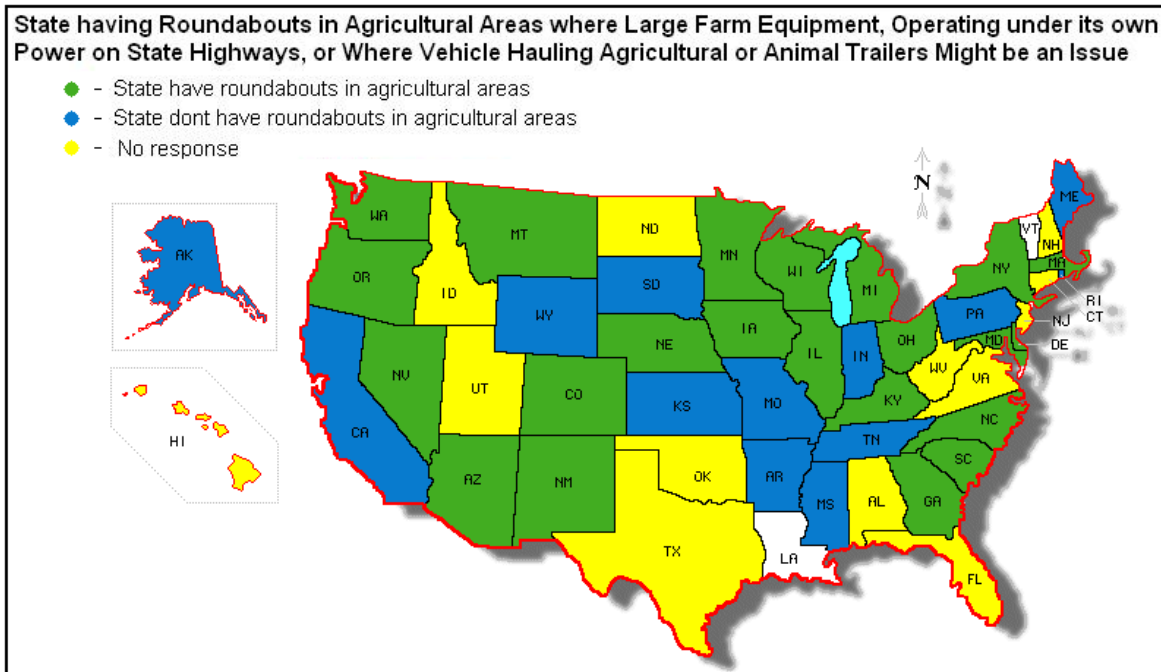 State having Roundabouts in Agricultural Areas where Large Farm Equipment, Operating under its own
Power on State Highways, or Where Vehicle Hauling Agricultural or Animal Trailers Might be an Issue
- State have roundabouts in agricultural areas
- State dont have roundabouts in agricultural areas
- No response
N
ME
WA
MT
ND
MN
VT
NH
AK
OR
ID
WI
NY
MA
MI
SD
WY
RI
CT
PA
NJ
IA
NE
OH
MD
DE
IL
IN
NV
UT
CO
WV
VA
KS
MO
KY
CA
HI
NC
TN
AZ
NM
OK
AR
SC
MS
AL
GA
TX
LA
FL